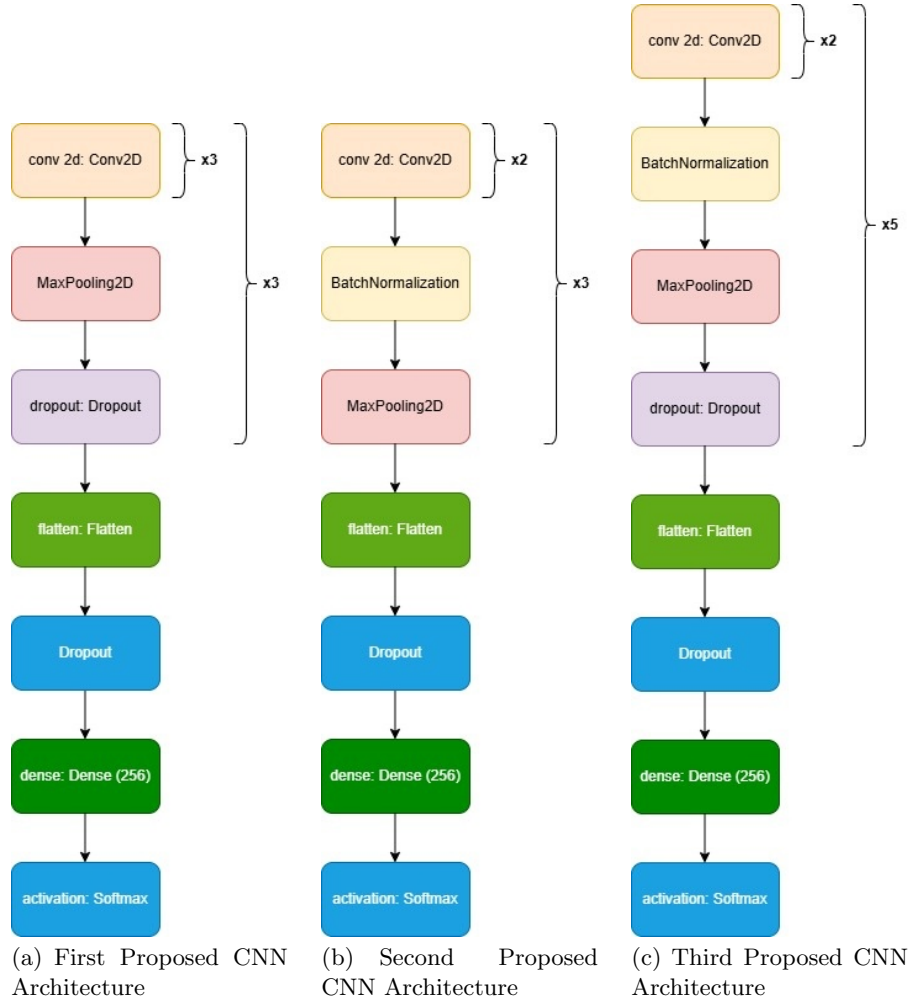 conv 2d: Conv2D
x3
MaxPooling2D
x3
dropout: Dropout
flatten: Flatten
Dropout
dense: Dense (256)
activation: Softmax
(a) First Proposed CNN
Architecture
conv 2d: Conv2D
x2
BatchNormalization
x3
MaxPooling2D
flatten: Flatten
Dropout
dense: Dense (256)
activation: Softmax
(b) Second Proposed
CNN Architecture
conv 2d: Conv2D
x2
BatchNormalization
x5
MaxPooling2D
dropout: Dropout
flatten: Flatten
Dropout
dense: Dense (256)
activation: Softmax
(c) Third Proposed CNN
Architecture